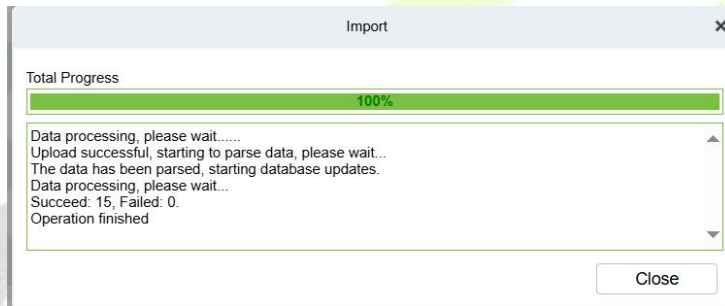 Import
Total Progress
100%
Data processing, please wait......
Upload successful, starting to parse data, please wait...
The data has been parsed, starting database updates.
Data processing, please wait...
Succeed: 15, Failed: 0.
Operation finished
Close